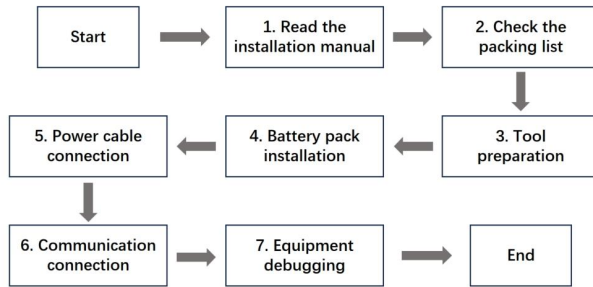 Start
1. Read the
installation manual
2. Check the
packing list
3. Tool
preparation
4. Battery pack
installation
5. Power cable
connection
6. Communication
connection
7. Equipment
debugging
End